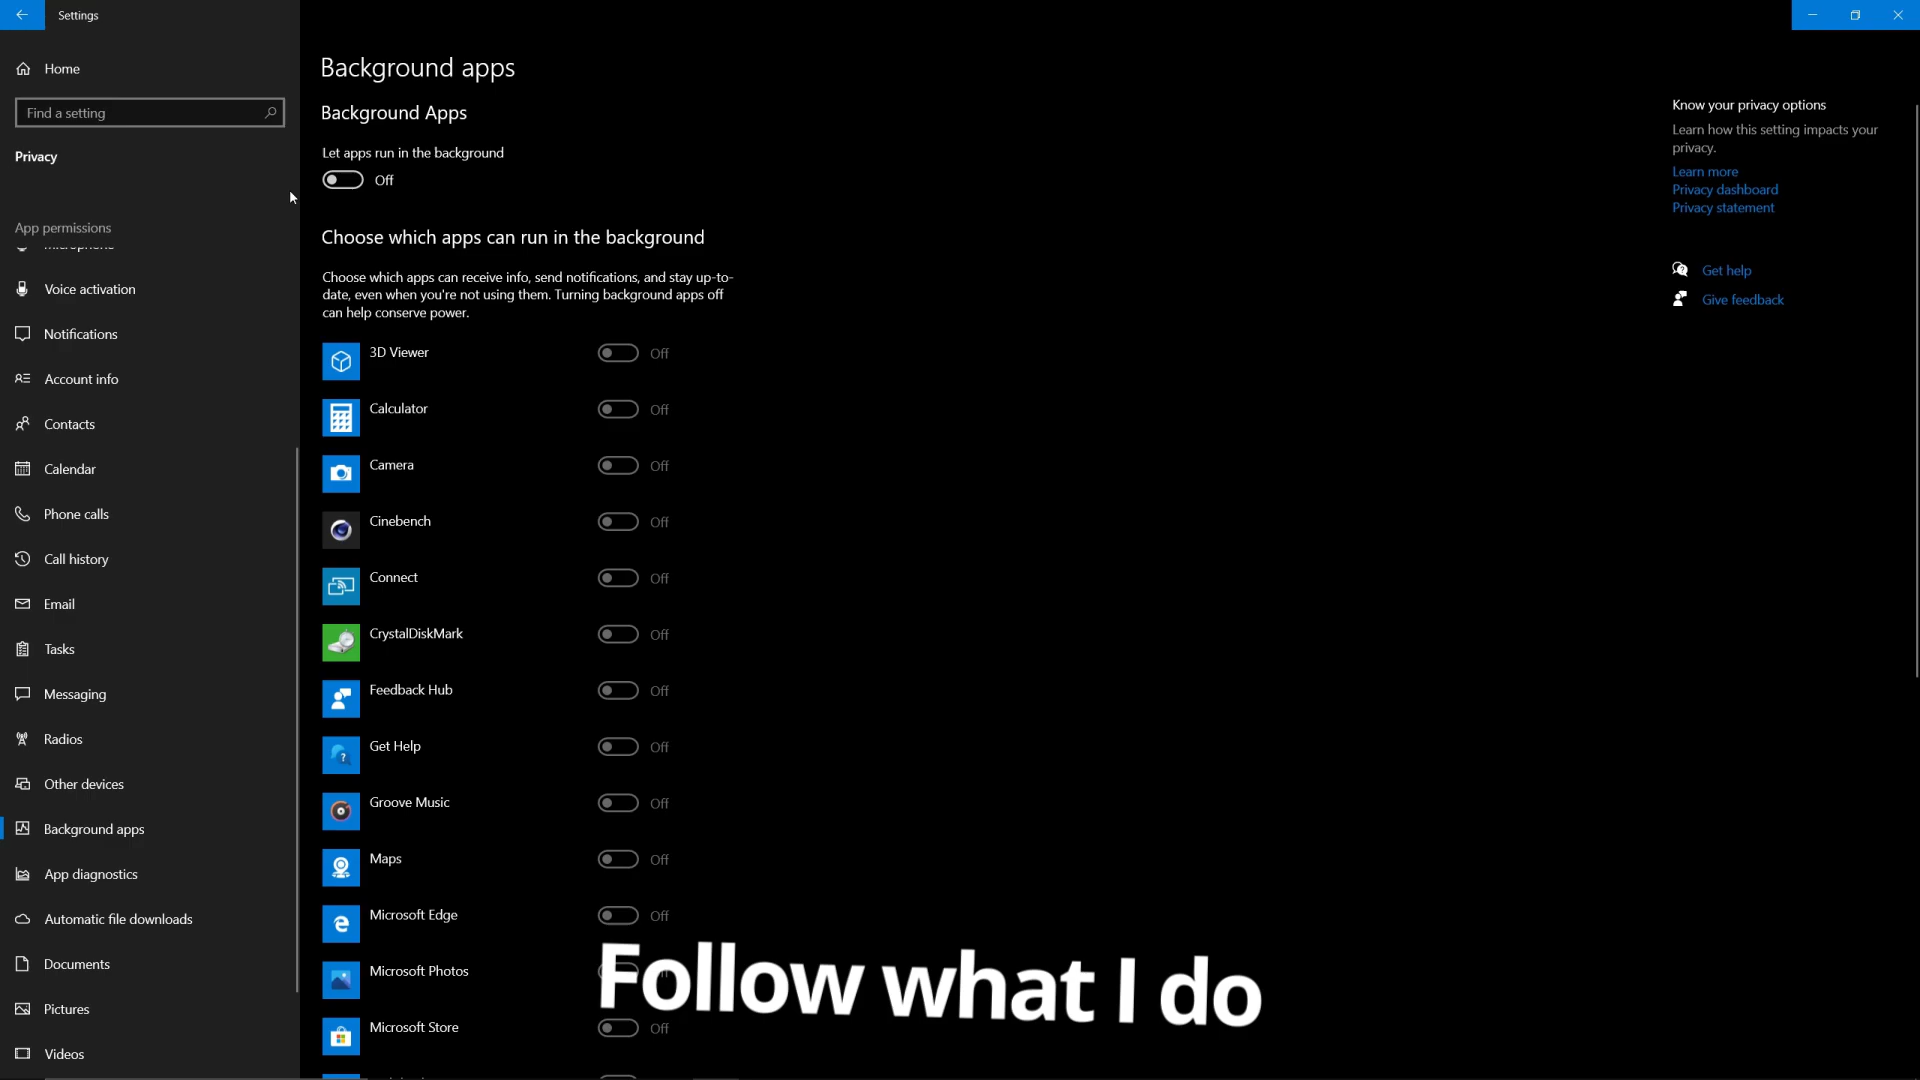 Settings
Home
Find a setting
Privacy
App permissions
Microphone
Voice activation
Notifications
Account info
Contacts
Calendar
Phone calls
Call history
Email
Tasks
Messaging
Radios
Other devices
Background apps
App diagnostics
Automatic file downloads
Documents
Pictures
Videos
Background apps
Background Apps
Let apps run in the background
Off
Choose which apps can run in the background
Choose which apps can receive info, send notifications, and stay up-to-
date, even when you're not using them. Turning background apps off
can help conserve power.
3D Viewer Off
Calculator Off
Camera Off
Cinebench Off
Connect Off
CrystalDiskMark Off
Feedback Hub Off
Get Help Off
Groove Music Off
Maps Off
Microsoft Edge Off
Microsoft Photos
Microsoft Store Off
Follow what I do
Know your privacy options
Learn how this setting impacts your
privacy.
Learn more
Privacy dashboard
Privacy statement
Get help
Give feedback